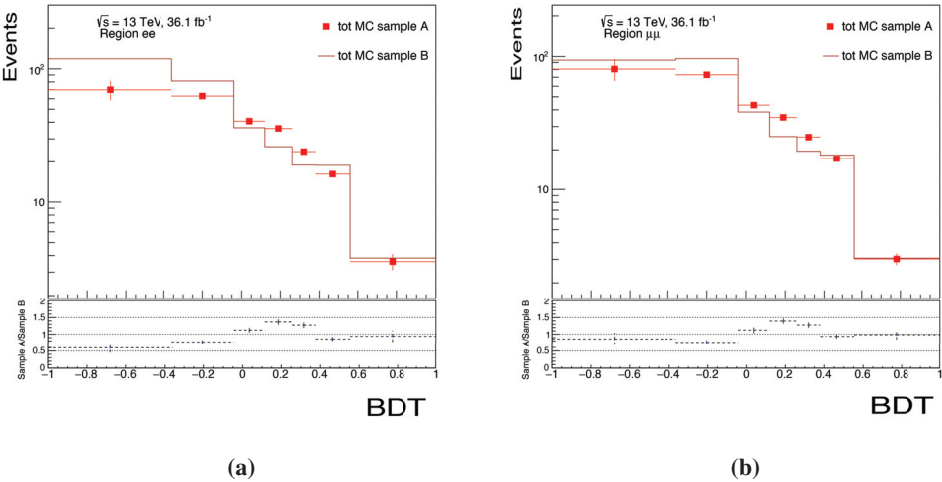 √s = 13 TeV, 36.1 fb⁻¹
Region ee
tot MC sample A
tot MC sample B
Events
10²
10
Sample A/Sample B
2
1.5
1
0.5
0
−1 −0.8 −0.6 −0.4 −0.2 0 0.2 0.4 0.6 0.8 1
BDT
(a)
√s = 13 TeV, 36.1 fb⁻¹
Region μμ
tot MC sample A
tot MC sample B
Events
10²
10
Sample A/Sample B
2
1.5
1
0.5
0
−1 −0.8 −0.6 −0.4 −0.2 0 0.2 0.4 0.6 0.8 1
BDT
(b)